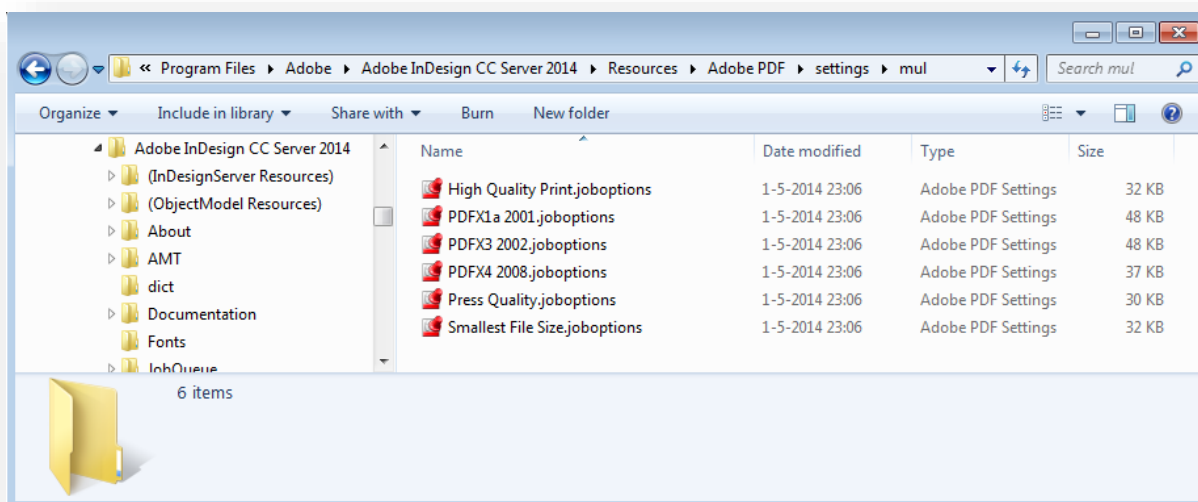 « Program Files ▸ Adobe ▸ Adobe InDesign CC Server 2014 ▸ Resources ▸ Adobe PDF ▸ settings ▸ mul Search mul
Organize Include in library Share with Burn New folder
Adobe InDesign CC Server 2014
(InDesignServer Resources)
(ObjectModel Resources)
About
AMT
dict
Documentation
Fonts
JobQueue
Name Date modified Type Size
High Quality Print.joboptions 1-5-2014 23:06 Adobe PDF Settings 32 KB
PDFX1a 2001.joboptions 1-5-2014 23:06 Adobe PDF Settings 48 KB
PDFX3 2002.joboptions 1-5-2014 23:06 Adobe PDF Settings 48 KB
PDFX4 2008.joboptions 1-5-2014 23:06 Adobe PDF Settings 37 KB
Press Quality.joboptions 1-5-2014 23:06 Adobe PDF Settings 30 KB
Smallest File Size.joboptions 1-5-2014 23:06 Adobe PDF Settings 32 KB
6 items